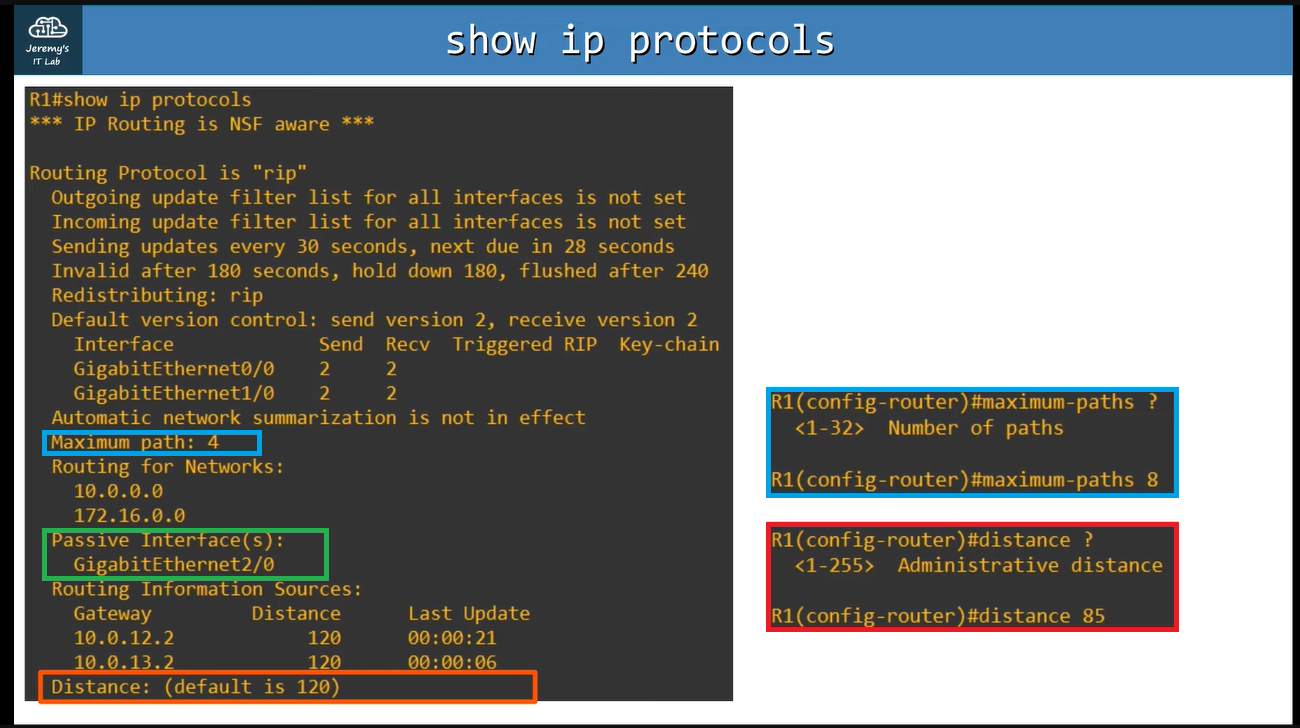 Jeremy's
IT Lab
show ip protocols
R1#show ip protocols
*** IP Routing is NSF aware ***
Routing Protocol is "rip"
Outgoing update filter list for all interfaces is not set
Incoming update filter list for all interfaces is not set
Sending updates every 30 seconds, next due in 28 seconds
Invalid after 180 seconds, hold down 180, flushed after 240
Redistributing: rip
Default version control: send version 2, receive version 2
Interface Send Recv Triggered RIP Key-chain
GigabitEthernet0/0 2 2
GigabitEthernet1/0 2 2
Automatic network summarization is not in effect
Maximum path: 4
Routing for Networks:
10.0.0.0
172.16.0.0
Passive Interface(s):
GigabitEthernet2/0
Routing Information Sources:
Gateway Distance Last Update
10.0.12.2 120 00:00:21
10.0.13.2 120 00:00:06
Distance: (default is 120)
R1(config-router)#maximum-paths ?
<1-32> Number of paths
R1(config-router)#maximum-paths 8
R1(config-router)#distance ?
<1-255> Administrative distance
R1(config-router)#distance 85